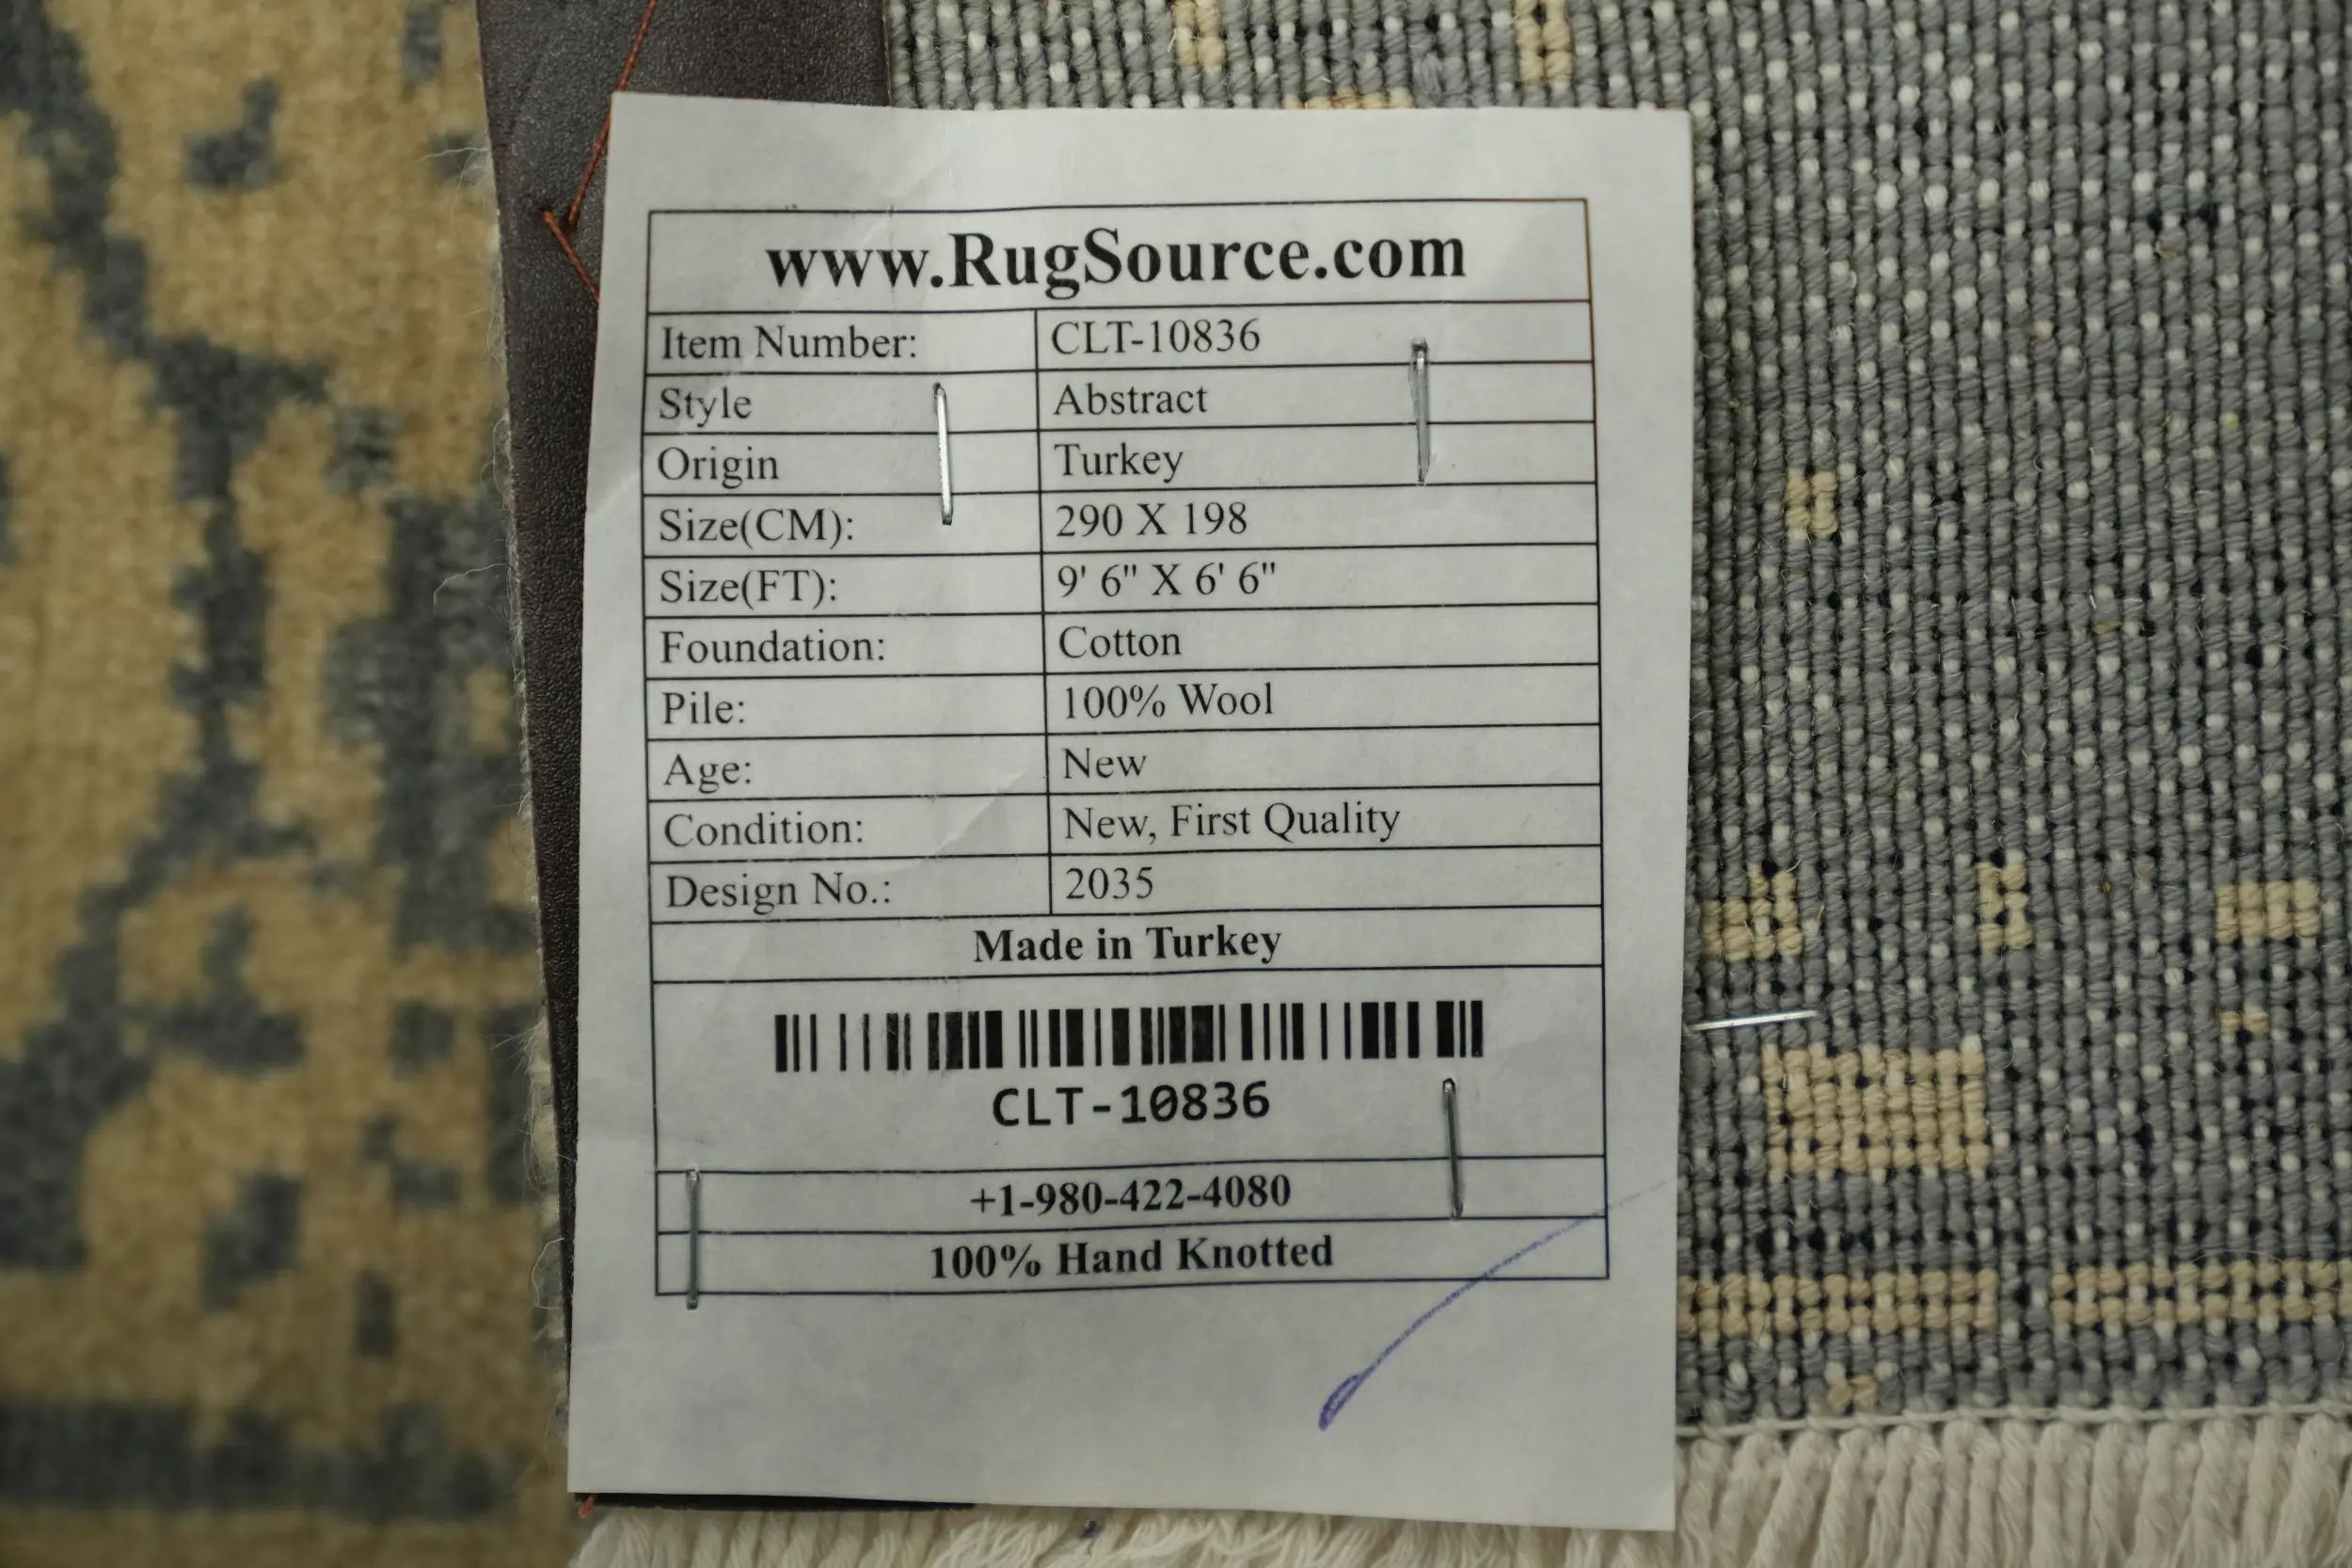 www.RugSource.com
Item Number: CLT-10836
Style Abstract
Origin Turkey
Size(CM): 290 X 198
Size(FT): 9' 6" X 6' 6"
Foundation: Cotton
Pile: 100% Wool
Age: New
Condition: New, First Quality
Design No.: 2035
Made in Turkey
CLT-10836
+1-980-422-4080
100% Hand Knotted